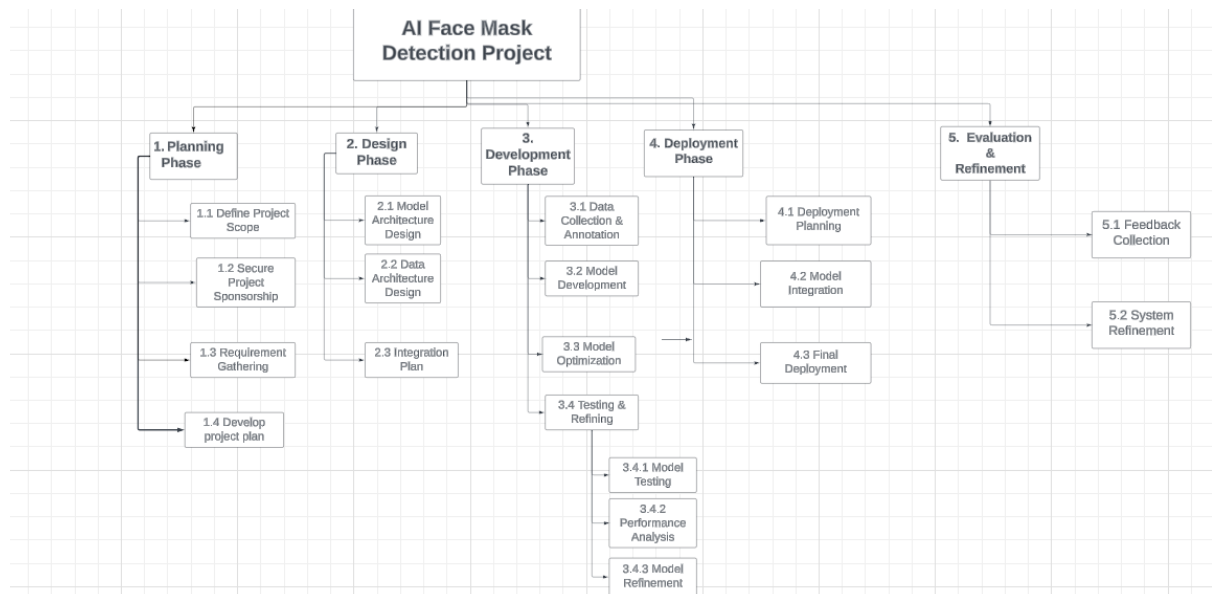 AI Face Mask
Detection Project
1. Planning
Phase
1.1 Define Project
Scope
1.2 Secure
Project
Sponsorship
1.3 Requirement
Gathering
1.4 Develop
project plan
2. Design
Phase
2.1 Model
Architecture
Design
2.2 Data
Architecture
Design
2.3 Integration
Plan
3.
Development
Phase
3.1 Data
Collection &
Annotation
3.2 Model
Development
3.3 Model
Optimization
3.4 Testing &
Refining
3.4.1 Model
Testing
3.4.2
Performance
Analysis
3.4.3 Model
Refinement
4. Deployment
Phase
4.1 Deployment
Planning
4.2 Model
Integration
4.3 Final
Deployment
5. Evaluation
&
Refinement
5.1 Feedback
Collection
5.2 System
Refinement